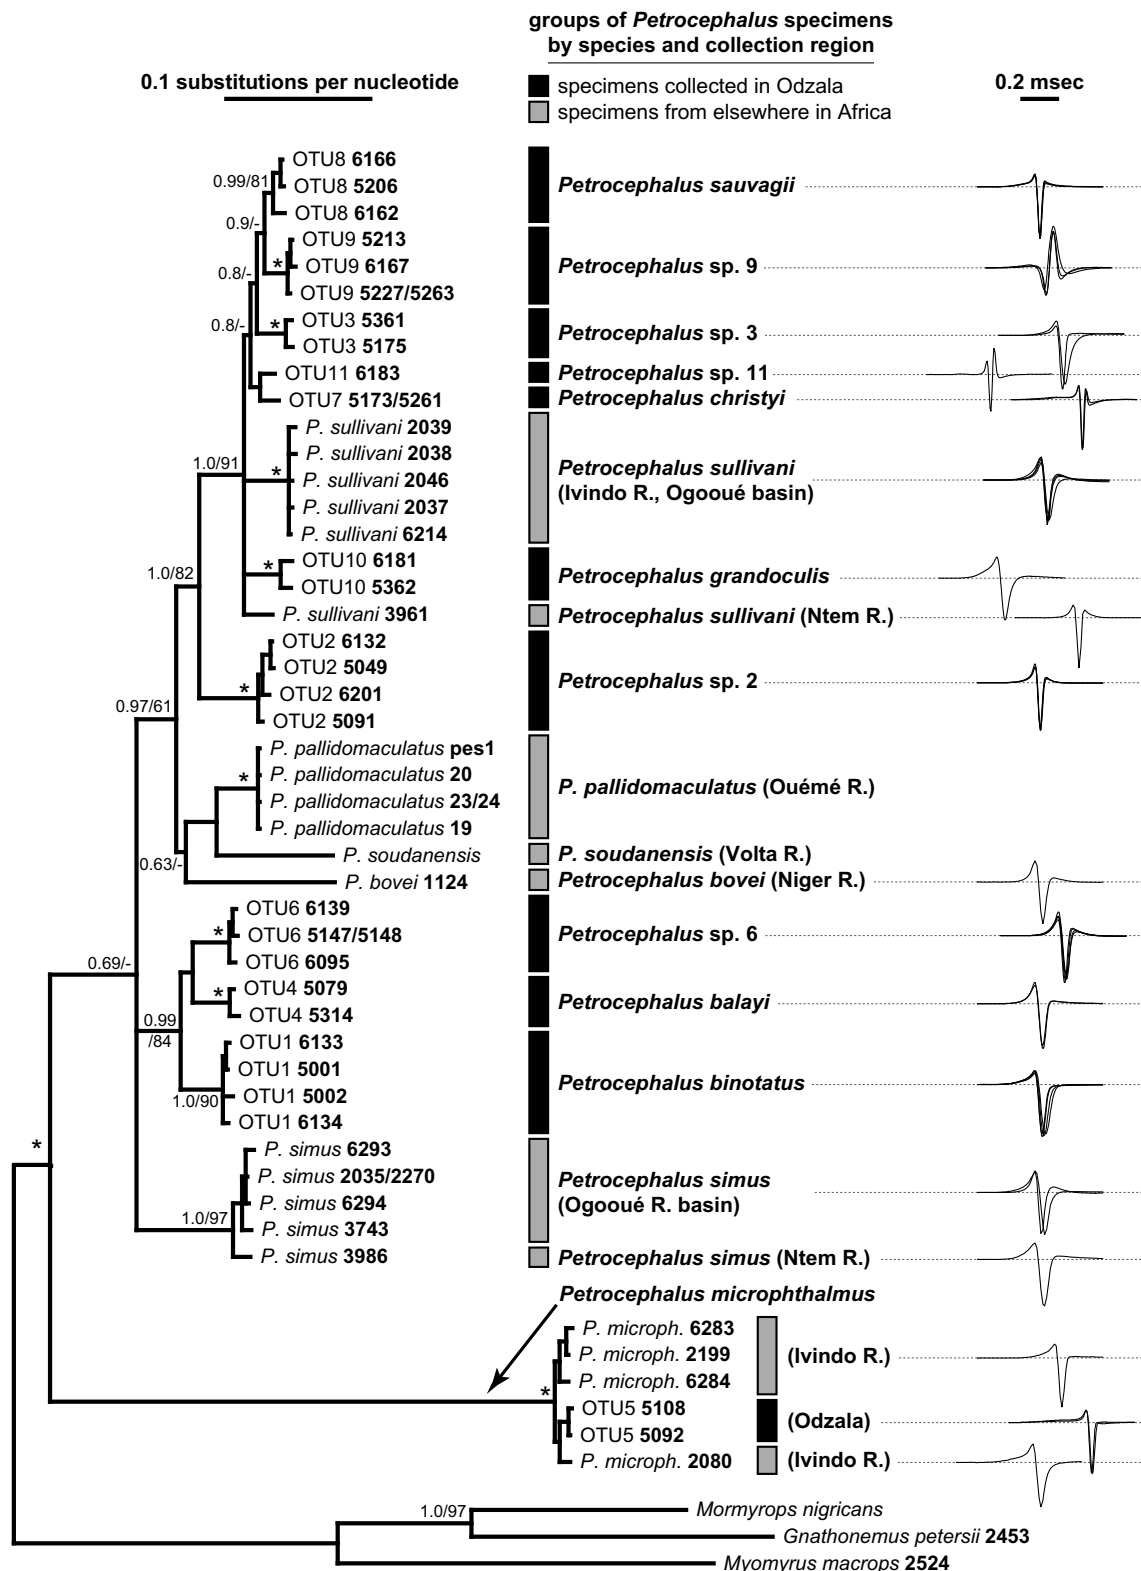 groups of Petrocephalus specimens
by species and collection region
0.1 substitutions per nucleotide
specimens collected in Odzala
specimens from elsewhere in Africa
0.2 msec
OTU8 6166
0.99/81
OTU8 5206
Petrocephalus sauvagii
OTU8 6162
0.9/-
OTU9 5213
*
OTU9 6167
Petrocephalus sp. 9
0.8/-
OTU9 5227/5263
OTU3 5361
0.8/-
*
Petrocephalus sp. 3
OTU3 5175
OTU11 6183
Petrocephalus sp. 11
OTU7 5173/5261
Petrocephalus christyi
P. sullivani 2039
P. sullivani 2038
1.0/91
*
P. sullivani 2046
Petrocephalus sullivani
(Ivindo R., Ogooué basin)
P. sullivani 2037
P. sullivani 6214
OTU10 6181
*
1.0/82
Petrocephalus grandoculis
OTU10 5362
P. sullivani 3961
Petrocephalus sullivani (Ntem R.)
OTU2 6132
OTU2 5049
*
OTU2 6201
Petrocephalus sp. 2
0.97/61
OTU2 5091
P. pallidomaculatus pes1
*
P. pallidomaculatus 20
P. pallidomaculatus (Ouémé R.)
P. pallidomaculatus 23/24
P. pallidomaculatus 19
P. soudanensis
P. soudanensis (Volta R.)
0.63/-
P. bovei 1124
Petrocephalus bovei (Niger R.)
OTU6 6139
*
OTU6 5147/5148
Petrocephalus sp. 6
0.69/-
OTU6 6095
OTU4 5079
*
Petrocephalus balayi
OTU4 5314
0.99
/84
OTU1 6133
OTU1 5001
Petrocephalus binotatus
1.0/90
OTU1 5002
OTU1 6134
*
P. simus 6293
P. simus 2035/2270
Petrocephalus simus
(Ogooué R. basin)
P. simus 6294
1.0/97
P. simus 3743
P. simus 3986
Petrocephalus simus (Ntem R.)
Petrocephalus microphthalmus
P. microph. 6283
P. microph. 2199
(Ivindo R.)
P. microph. 6284
*
OTU5 5108
(Odzala)
OTU5 5092
P. microph. 2080
(Ivindo R.)
1.0/97
Mormyrops nigricans
Gnathonemus petersii 2453
Myomyrus macrops 2524